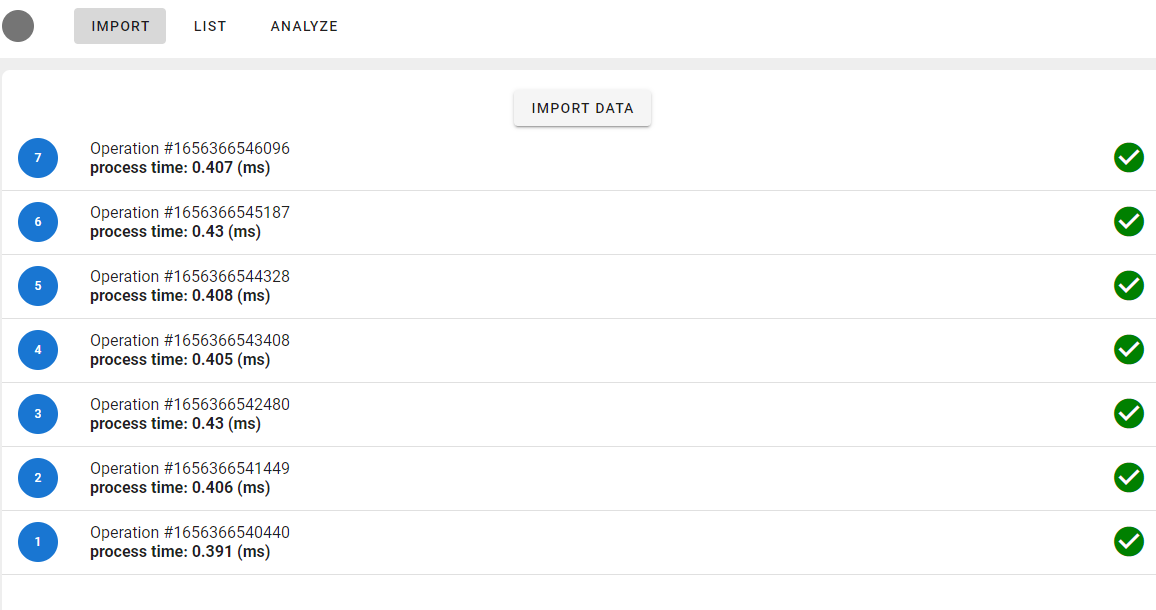 IMPORT LIST ANALYZE
IMPORT DATA
7
Operation #1656366546096
process time: 0.407 (ms)
6
Operation #1656366545187
process time: 0.43 (ms)
5
Operation #1656366544328
process time: 0.408 (ms)
4
Operation #1656366543408
process time: 0.405 (ms)
3
Operation #1656366542480
process time: 0.43 (ms)
2
Operation #1656366541449
process time: 0.406 (ms)
1
Operation #1656366540440
process time: 0.391 (ms)